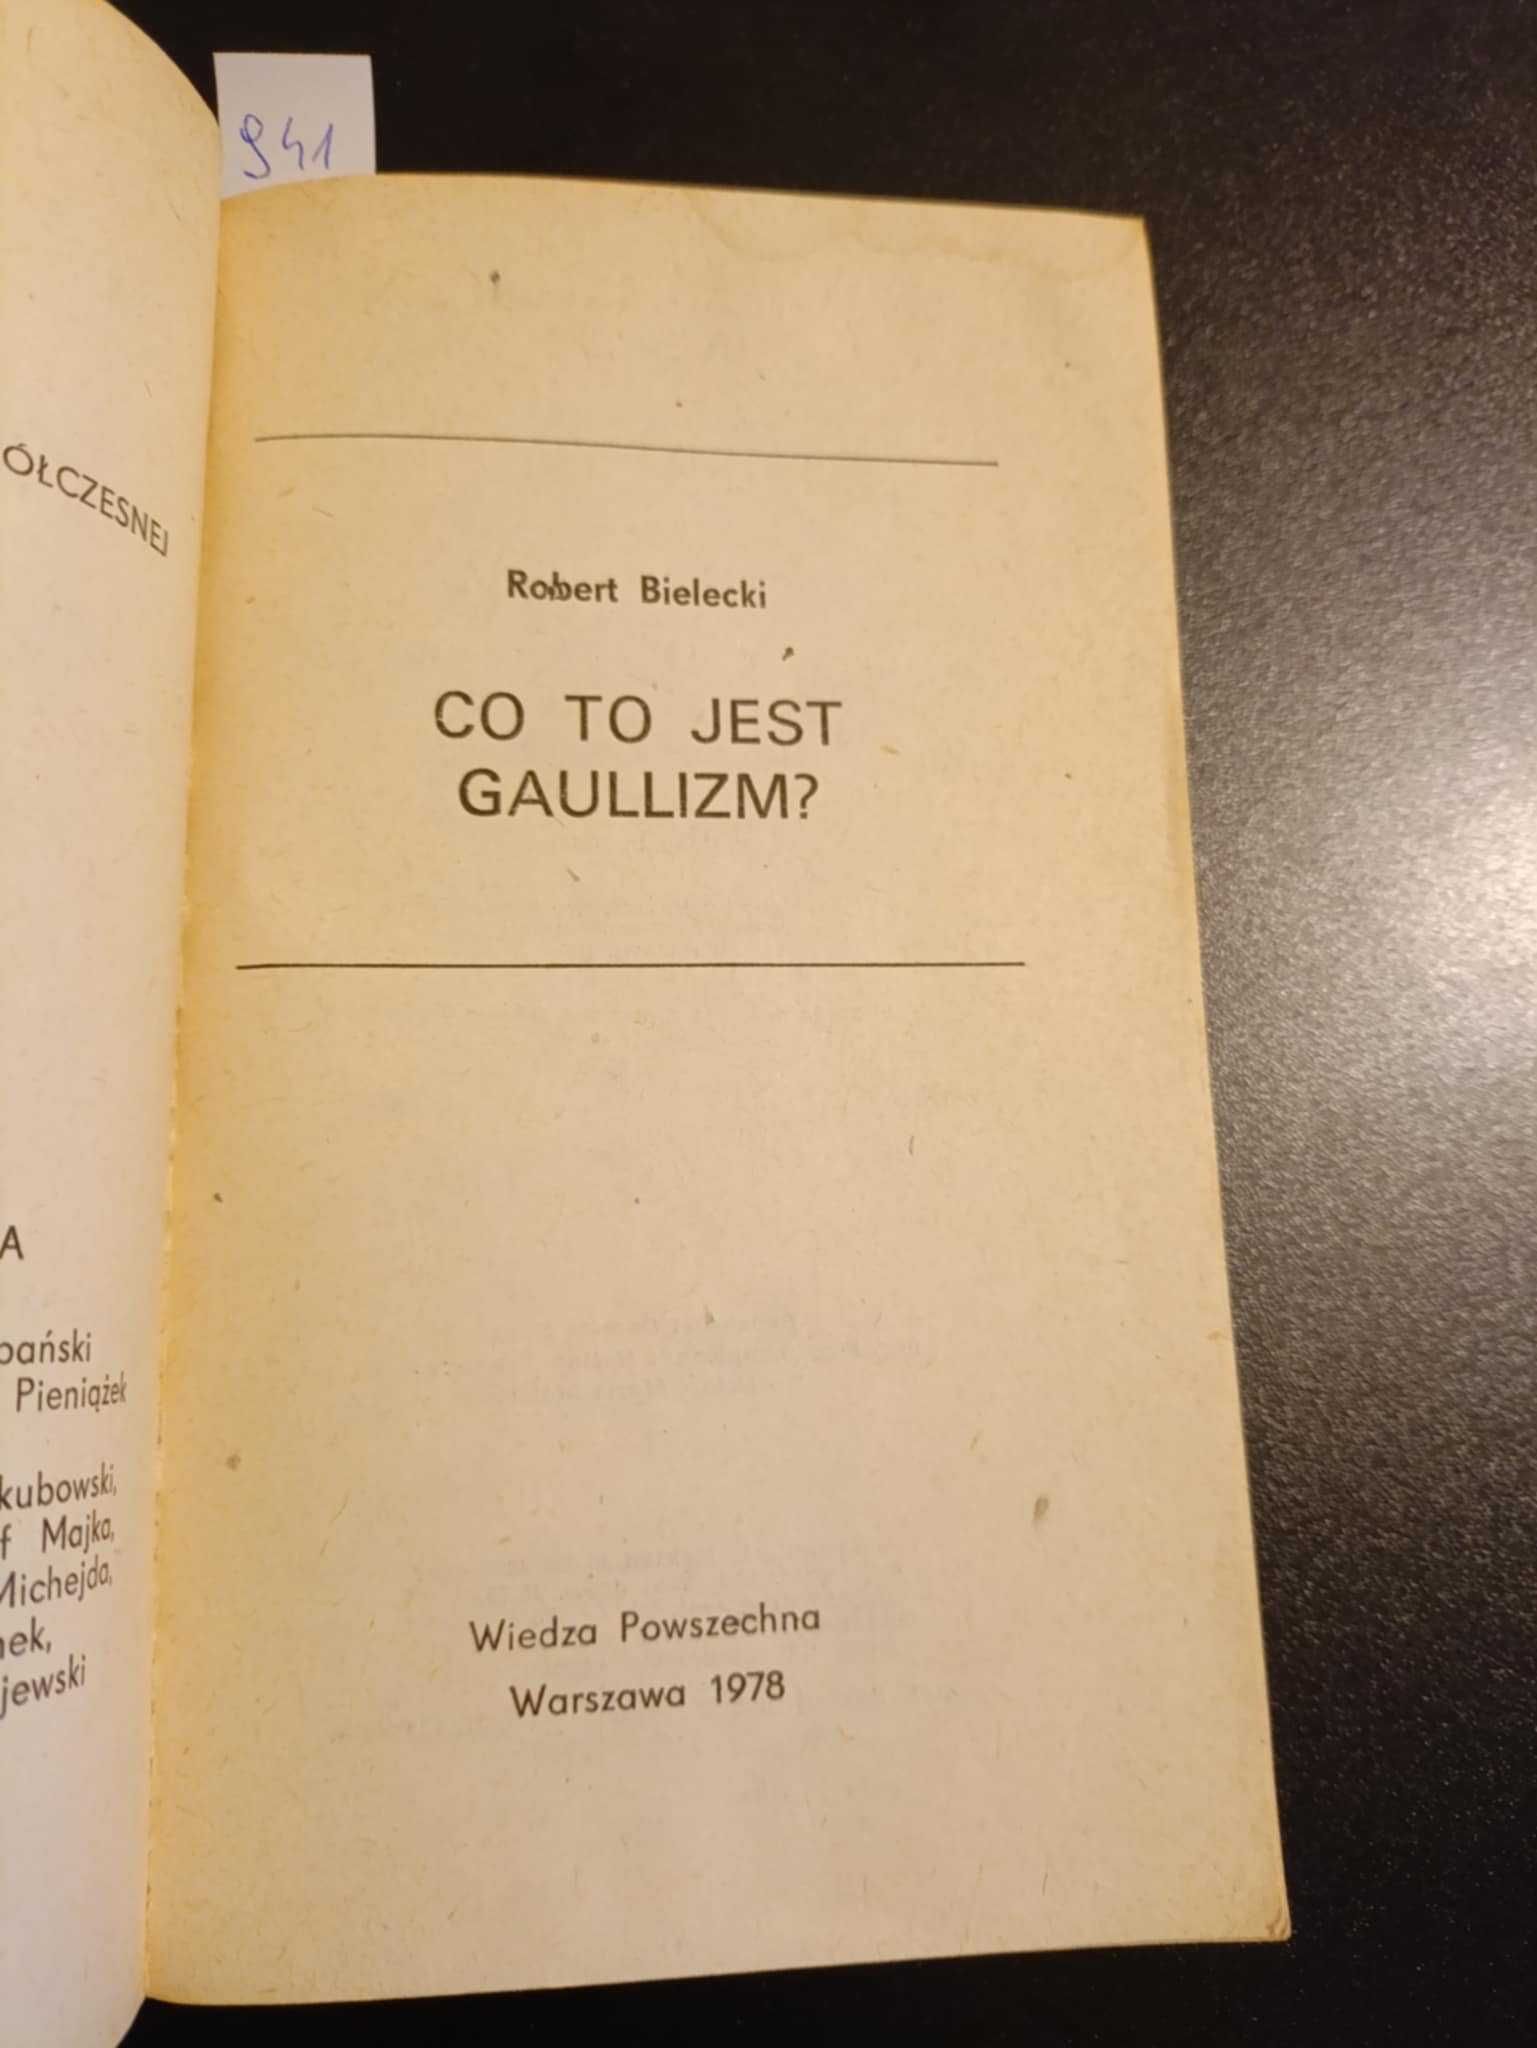 941
ÓŁCZESNEJ
A
pański
Pieniążek
kubowski,
f Majka,
Michejda,
nek,
jewski
Robert Bielecki
CO TO JEST
GAULLIZM?
Wiedza Powszechna
Warszawa 1978